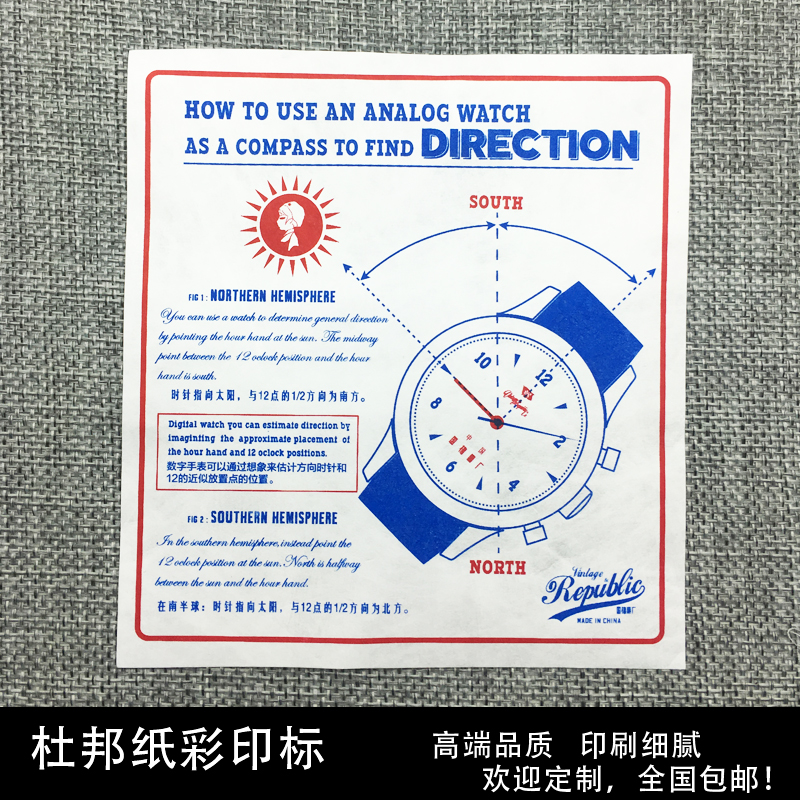 HOW TO USE AN ANALOG WATCH
AS A COMPASS TO FIND DIRECTION
SOUTH
FIG 1: NORTHERN HEMISPHERE
You can use a watch to determine general direction
by pointing the hour hand at the sun. The midway
point between the 12 oclock position and the hour
hand is south.
时针指向太阳，与12点的1/2方向为南方。
Digital watch you can estimate direction by
imaginting the approximate placement of
the hour hand and 12 oclock positions.
数字手表可以通过想象来估计方向时针和
12的近似放置点的位置。
FIG 2: SOUTHERN HEMISPHERE
In the southern hemisphere, instead point the
12 oclock position at the sun. North is halfway
between the sun and the hour hand.
在南半球：时针指向太阳，与12点的1/2方向为北方。
10
12
8
2
6
4
中国
NORTH
Vintage
Republic
MADE IN CHINA
杜邦纸彩印标
高端品质 印刷细腻
欢迎定制，全国包邮！